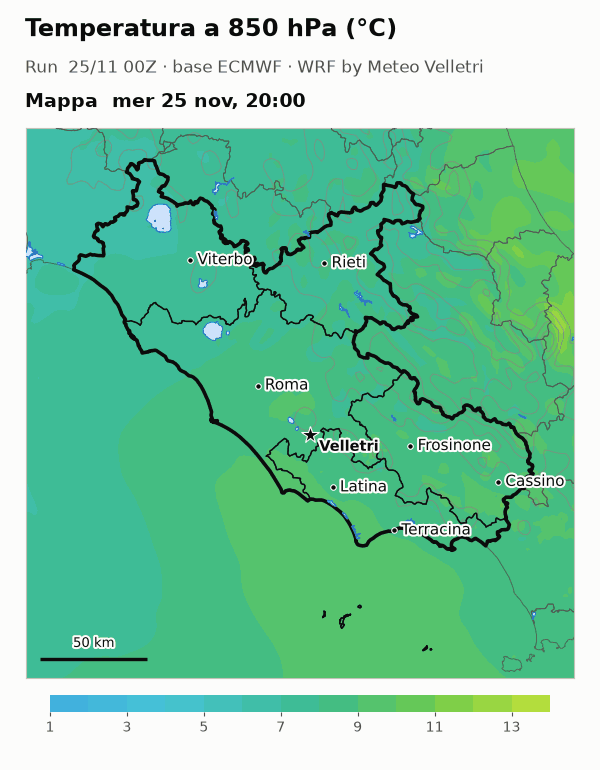 Temperatura a 850 hPa (°C)
Run  25/11 00Z · base ECMWF · WRF by Meteo Velletri
Mappa  mer 25 nov, 20:00
Viterbo
Rieti
Roma
Velletri
Frosinone
Latina
Cassino
Terracina
50 km
1 3 5 7 9 11 13